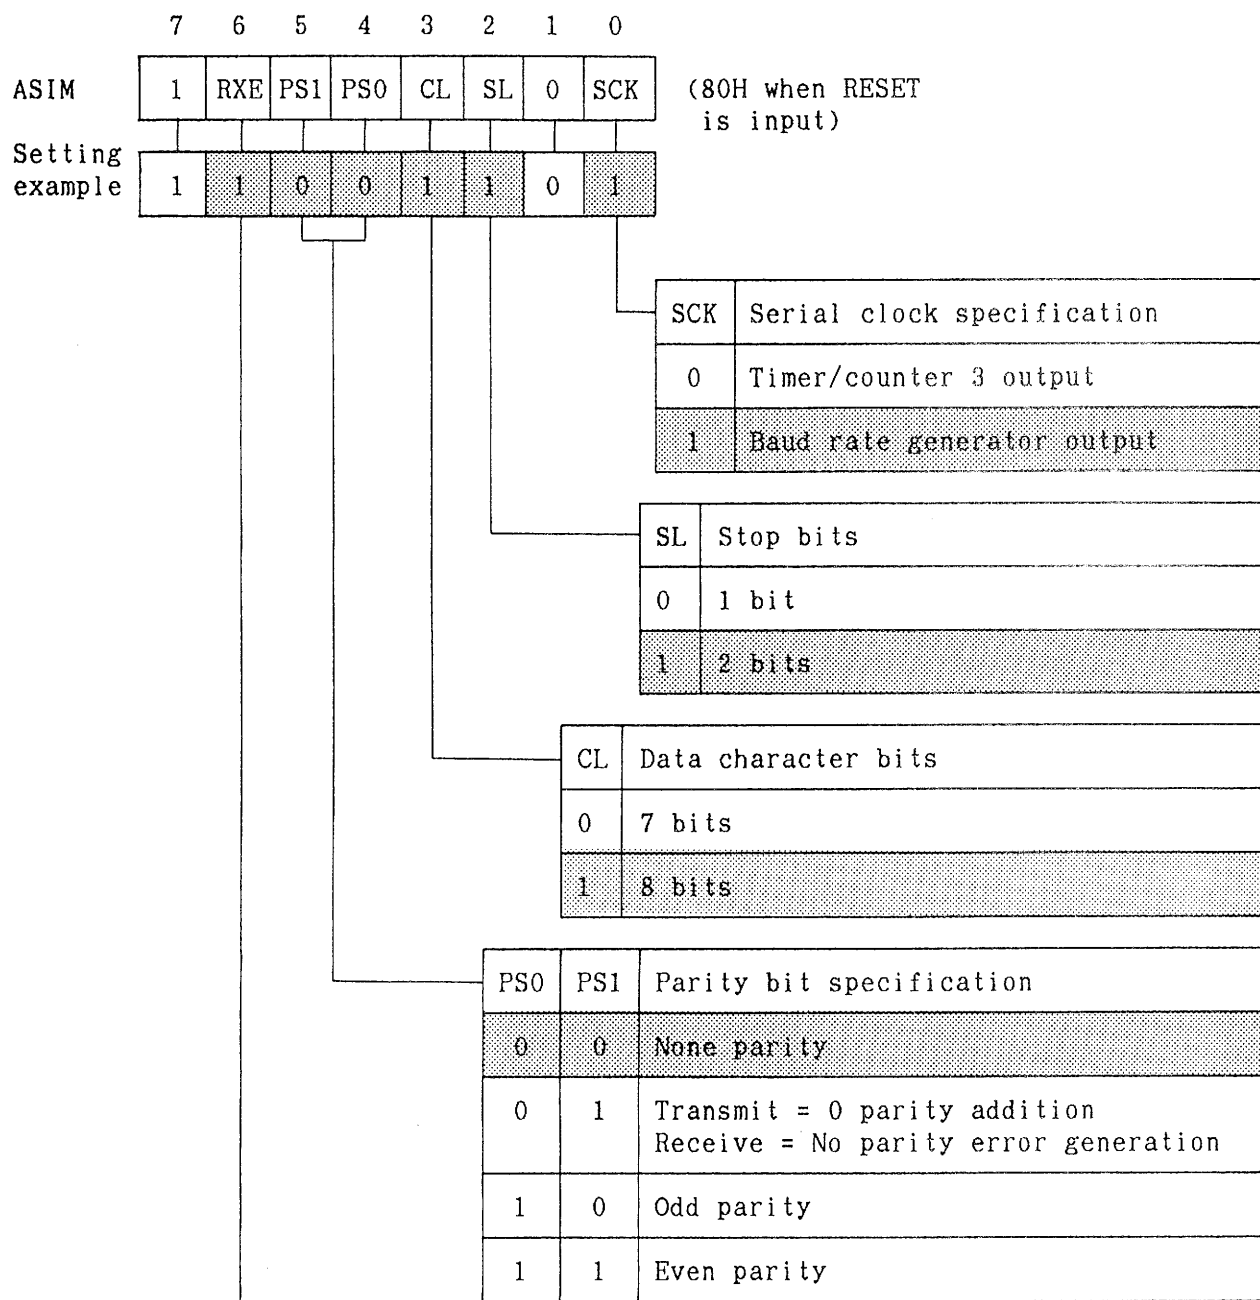 7 6 5 4 3 2 1 0
ASIM 1 RXE PS1 PS0 CL SL 0 SCK (80H when RESET
is input)
Setting
example 1 1 0 0 1 1 0 1
SCK Serial clock specification
0 Timer/counter 3 output
1 Baud rate generator output
SL Stop bits
0 1 bit
1 2 bits
CL Data character bits
0 7 bits
1 8 bits
PS0 PS1 Parity bit specification
0 0 None parity
0 1 Transmit = 0 parity addition
Receive = No parity error generation
1 0 Odd parity
1 1 Even parity